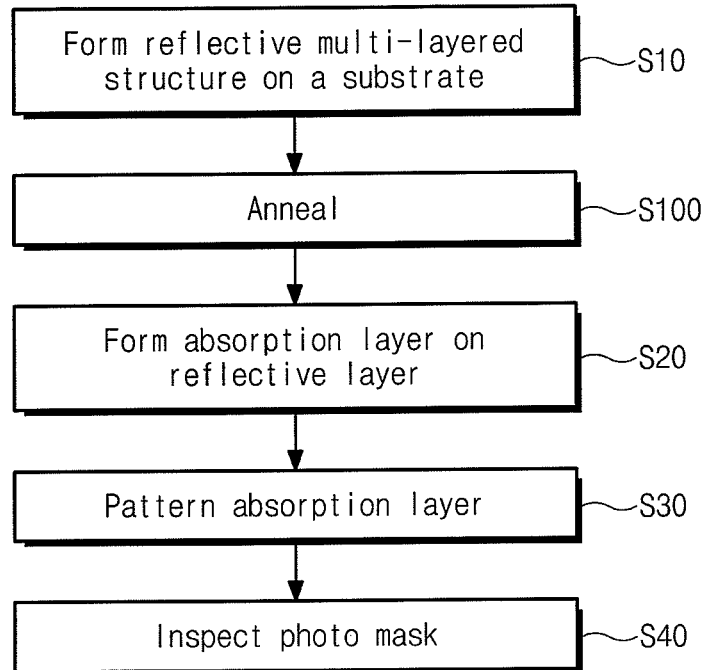 Form reflective multi-layered
structure on a substrate
S10
Anneal
S100
Form absorption layer on
reflective layer
S20
Pattern absorption layer
S30
Inspect photo mask
S40